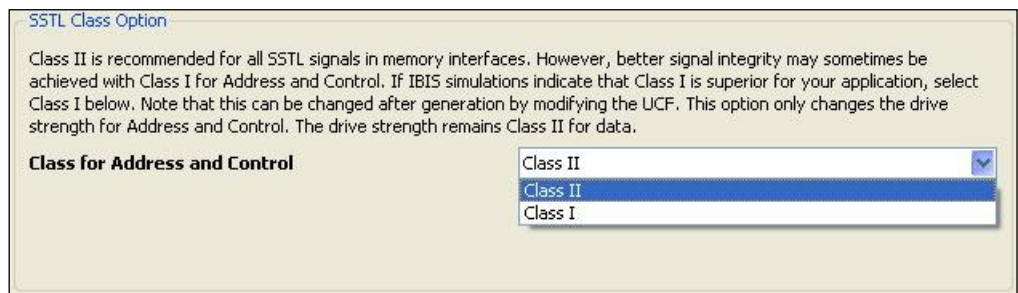 SSTL Class Option
Class II is recommended for all SSTL signals in memory interfaces. However, better signal integrity may sometimes be
achieved with Class I for Address and Control. If IBIS simulations indicate that Class I is superior for your application, select
Class I below. Note that this can be changed after generation by modifying the UCF. This option only changes the drive
strength for Address and Control. The drive strength remains Class II for data.
Class for Address and Control
Class II
Class II
Class I